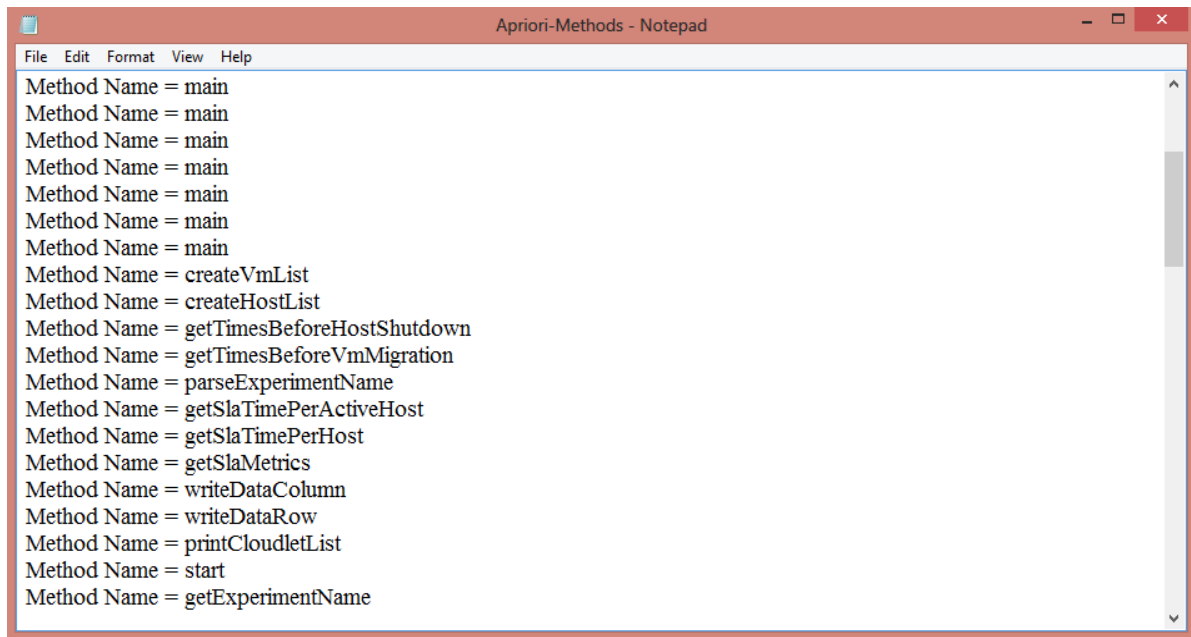 Apriori-Methods - Notepad
File Edit Format View Help
Method Name = main
Method Name = main
Method Name = main
Method Name = main
Method Name = main
Method Name = main
Method Name = main
Method Name = createVmList
Method Name = createHostList
Method Name = getTimesBeforeHostShutdown
Method Name = getTimesBeforeVmMigration
Method Name = parseExperimentName
Method Name = getSlaTimePerActiveHost
Method Name = getSlaTimePerHost
Method Name = getSlaMetrics
Method Name = writeDataColumn
Method Name = writeDataRow
Method Name = printCloudletList
Method Name = start
Method Name = getExperimentName